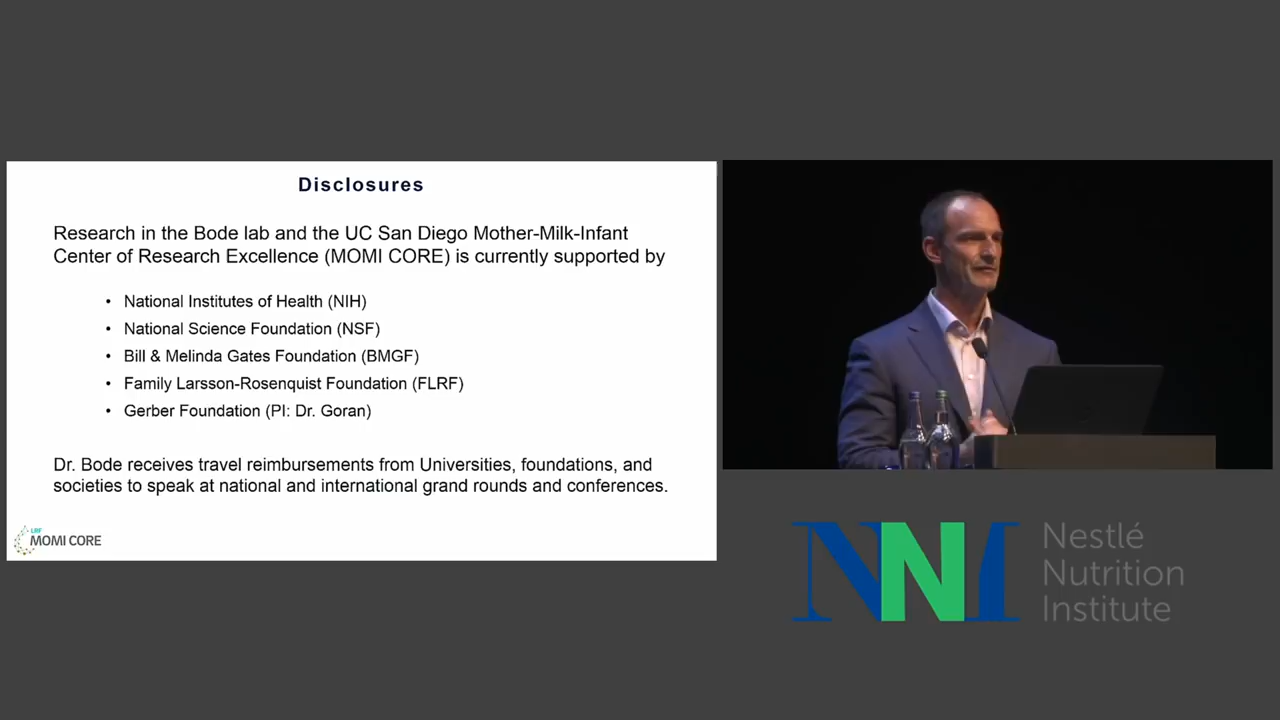 Disclosures
Research in the Bode lab and the UC San Diego Mother-Milk-Infant
Center of Research Excellence (MOMI CORE) is currently supported by
• National Institutes of Health (NIH)
• National Science Foundation (NSF)
• Bill & Melinda Gates Foundation (BMGF)
• Family Larsson-Rosenquist Foundation (FLRF)
• Gerber Foundation (PI: Dr. Goran)
Dr. Bode receives travel reimbursements from Universities, foundations, and
societies to speak at national and international grand rounds and conferences.
LRF
MOMI CORE
NNI
Nestlé
Nutrition
Institute